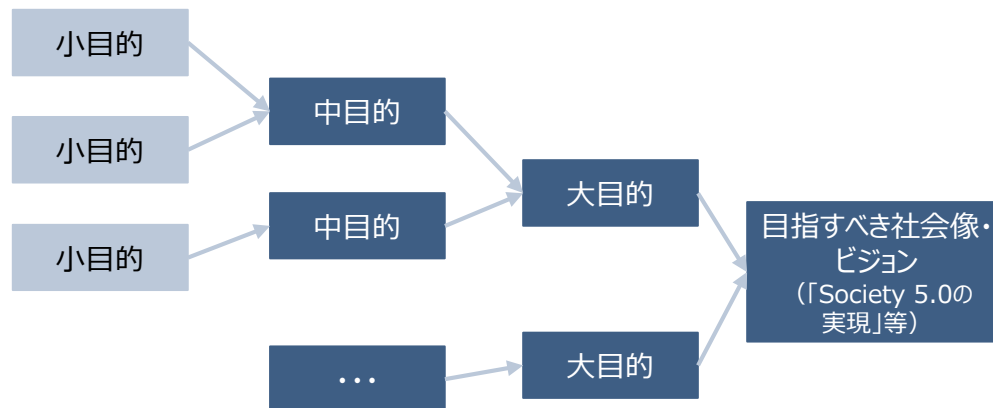 小目的
小目的
小目的
中目的
中目的
・・・
大目的
大目的
目指すべき社会像・
ビジョン
（「Society 5.0の
実現」等）